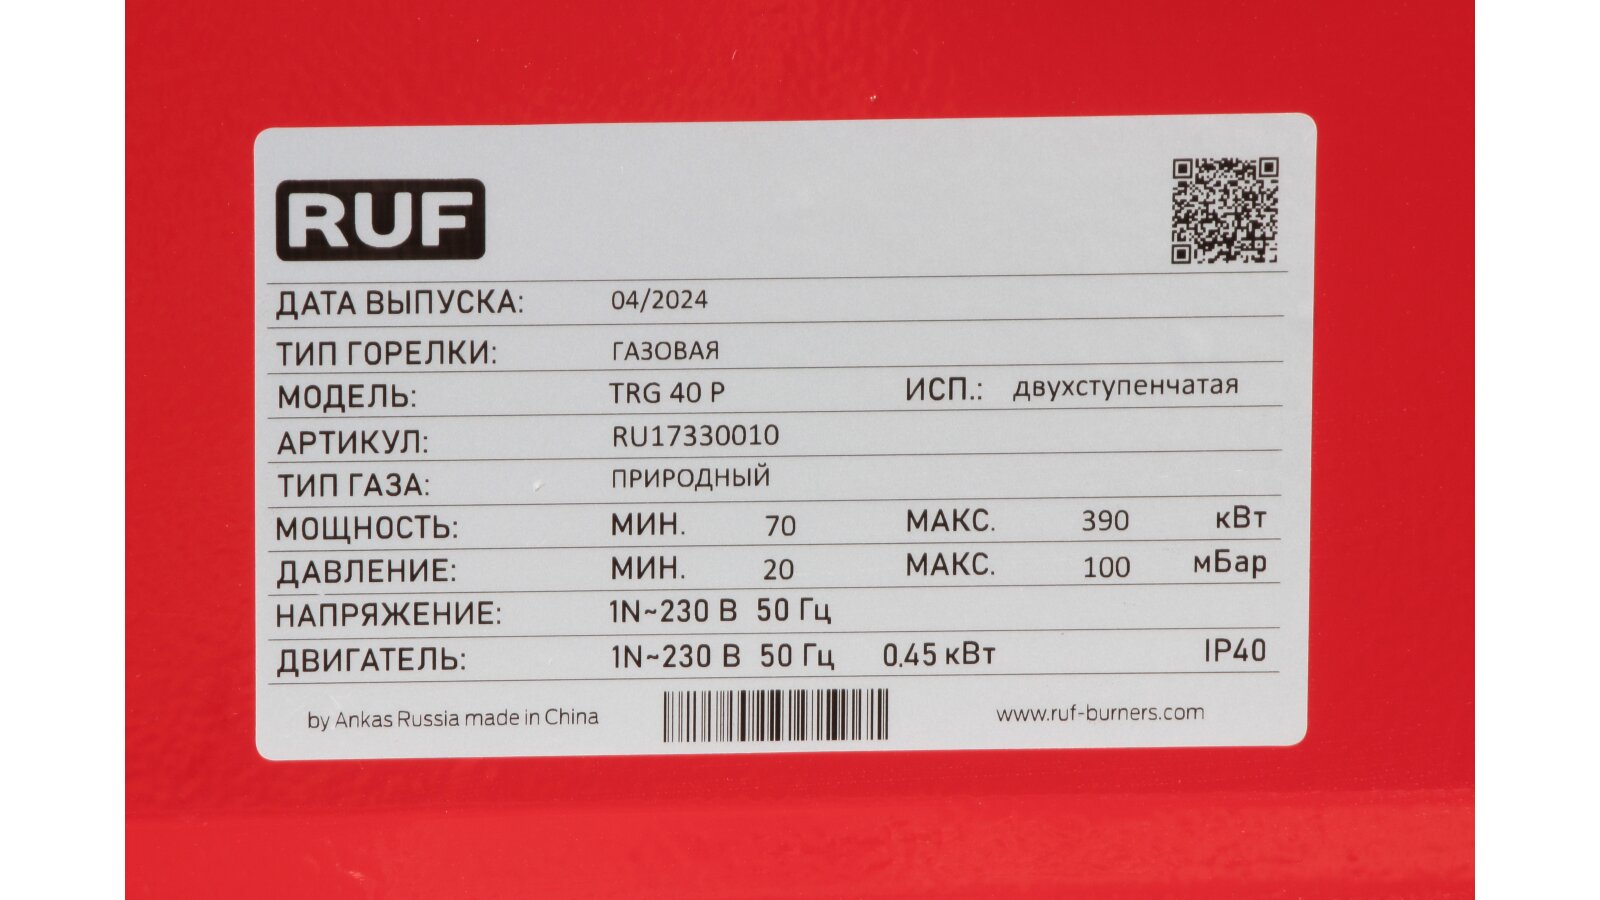 RUF
ДАТА ВЫПУСКА: 04/2024
ТИП ГОРЕЛКИ: ГАЗОВАЯ
МОДЕЛЬ: TRG 40 P ИСП.: двухступенчатая
АРТИКУЛ: RU17330010
ТИП ГАЗА: ПРИРОДНЫЙ
МОЩНОСТЬ: МИН. 70 МАКС. 390 кВт
ДАВЛЕНИЕ: МИН. 20 МАКС. 100 мБар
НАПРЯЖЕНИЕ: 1N~230 В 50 Гц
ДВИГАТЕЛЬ: 1N~230 В 50 Гц 0.45 кВт IP40
by Ankas Russia made in China www.ruf-burners.com